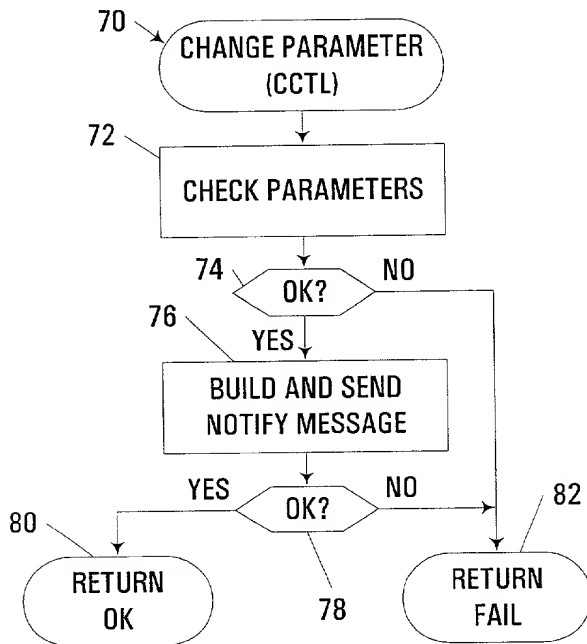 70
CHANGE PARAMETER
(CCTL)
72
CHECK PARAMETERS
74
OK?
NO
76
YES
BUILD AND SEND
NOTIFY MESSAGE
YES
OK?
NO
80
82
78
RETURN
OK
RETURN
FAIL